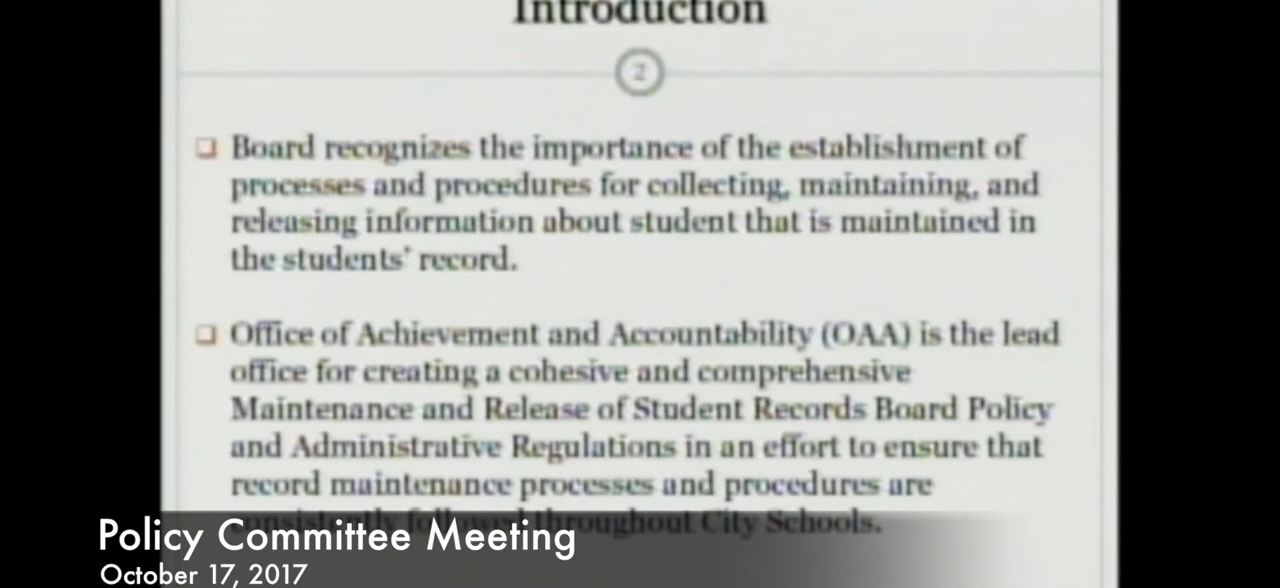 Introduction
2
❑ Board recognizes the importance of the establishment of
processes and procedures for collecting, maintaining, and
releasing information about student that is maintained in
the students' record.
❑ Office of Achievement and Accountability (OAA) is the lead
office for creating a cohesive and comprehensive
Maintenance and Release of Student Records Board Policy
and Administrative Regulations in an effort to ensure that
record maintenance processes and procedures are
consistently followed throughout City Schools.
Policy Committee Meeting
October 17, 2017